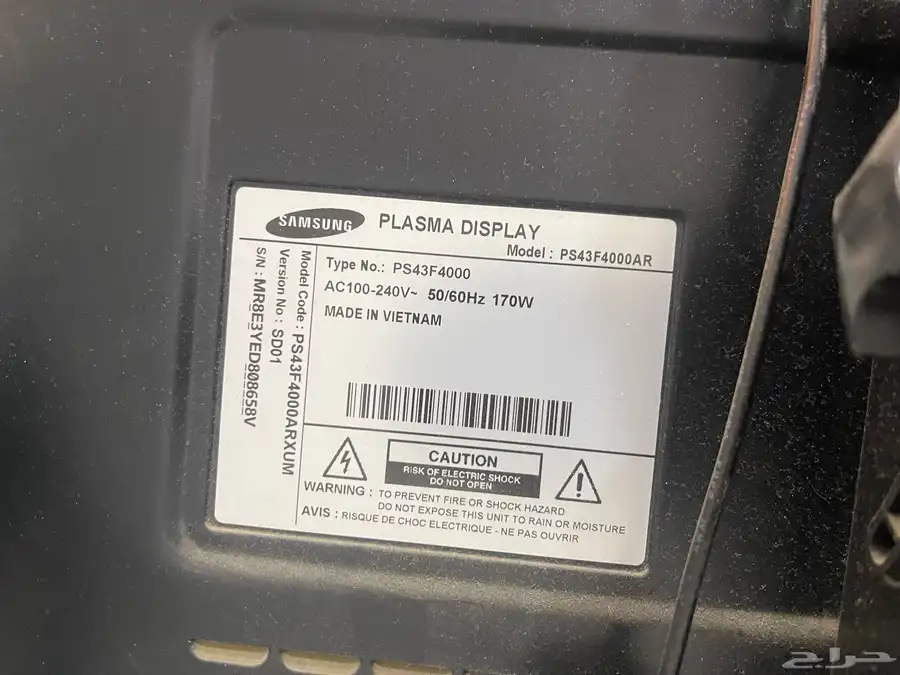 SAMSUNG PLASMA DISPLAY
Model : PS43F4000AR
Type No.: PS43F4000
AC100-240V~ 50/60Hz 170W
MADE IN VIETNAM
Model Code : PS43F4000ARXUM
Version No : SD01
S/N : MR8E3YED808658V
CAUTION
RISK OF ELECTRIC SHOCK
DO NOT OPEN
WARNING : TO PREVENT FIRE OR SHOCK HAZARD
DO NOT EXPOSE THIS UNIT TO RAIN OR MOISTURE
AVIS : RISQUE DE CHOC ELECTRIQUE - NE PAS OUVRIR
حراج